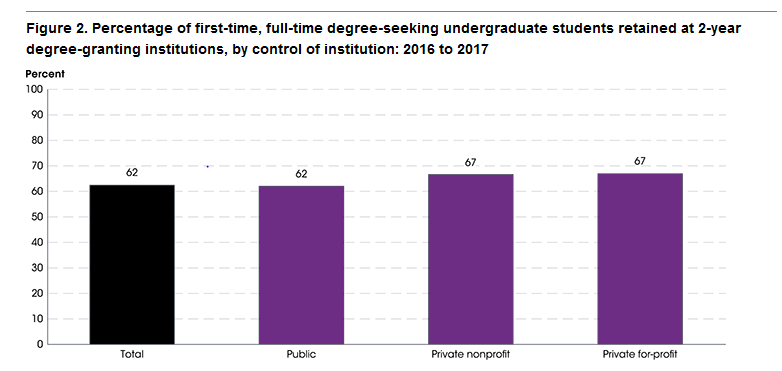 Figure 2. Percentage of first-time, full-time degree-seeking undergraduate students retained at 2-year
degree-granting institutions, by control of institution: 2016 to 2017
Percent
100
90
80
70
60
50
40
30
20
10
0
62
62
67
67
Total
Public
Private nonprofit
Private for-profit